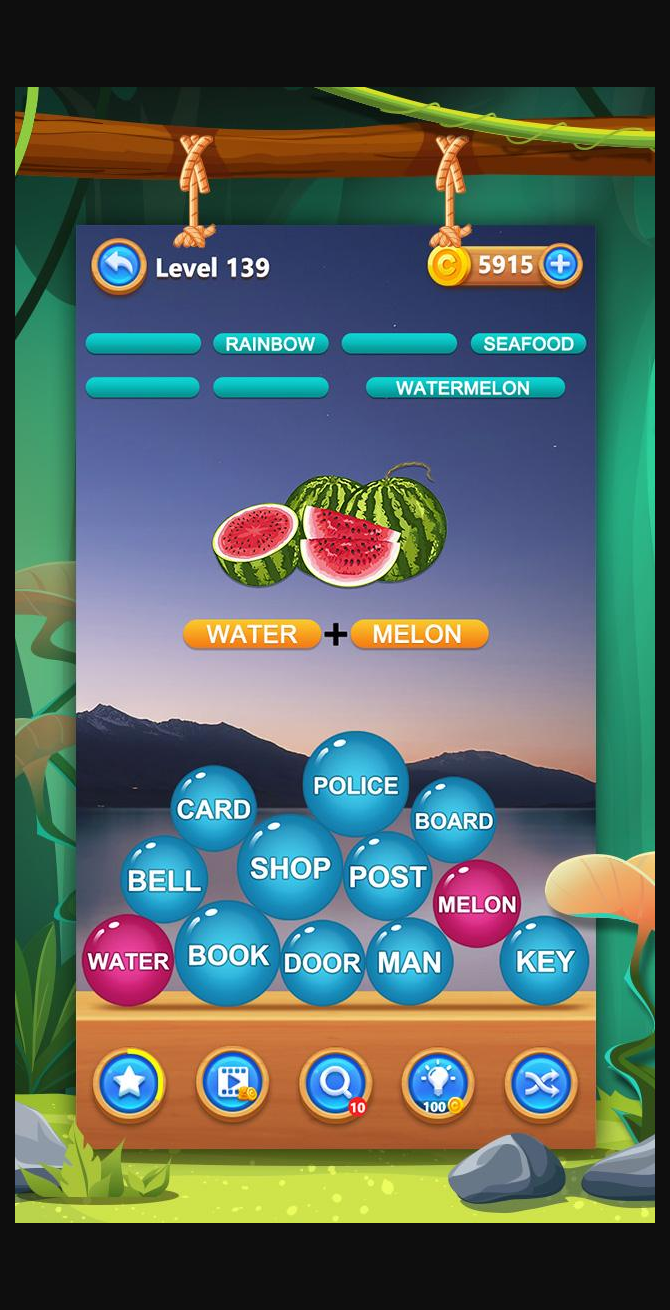 Level 139
5915
RAINBOW SEAFOOD
WATERMELON
WATER + MELON
POLICE
CARD
BOARD
SHOP
POST
BELL
MELON
WATER
BOOK
DOOR
MAN
KEY
20
10
100